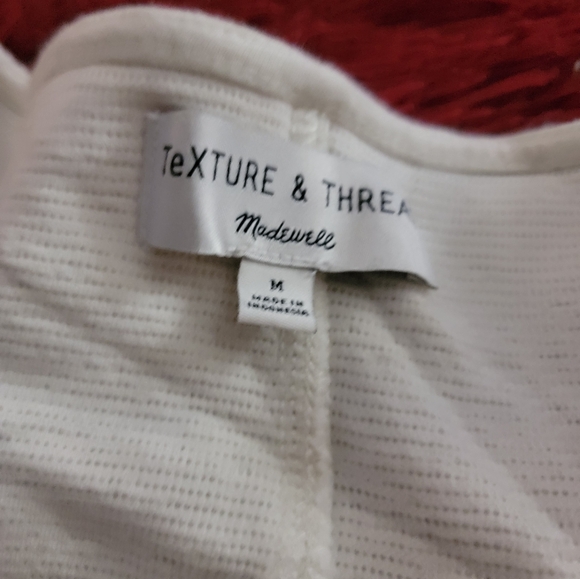 TeXTURE & THREA
Madewell
M
MADE IN
INDONESIA